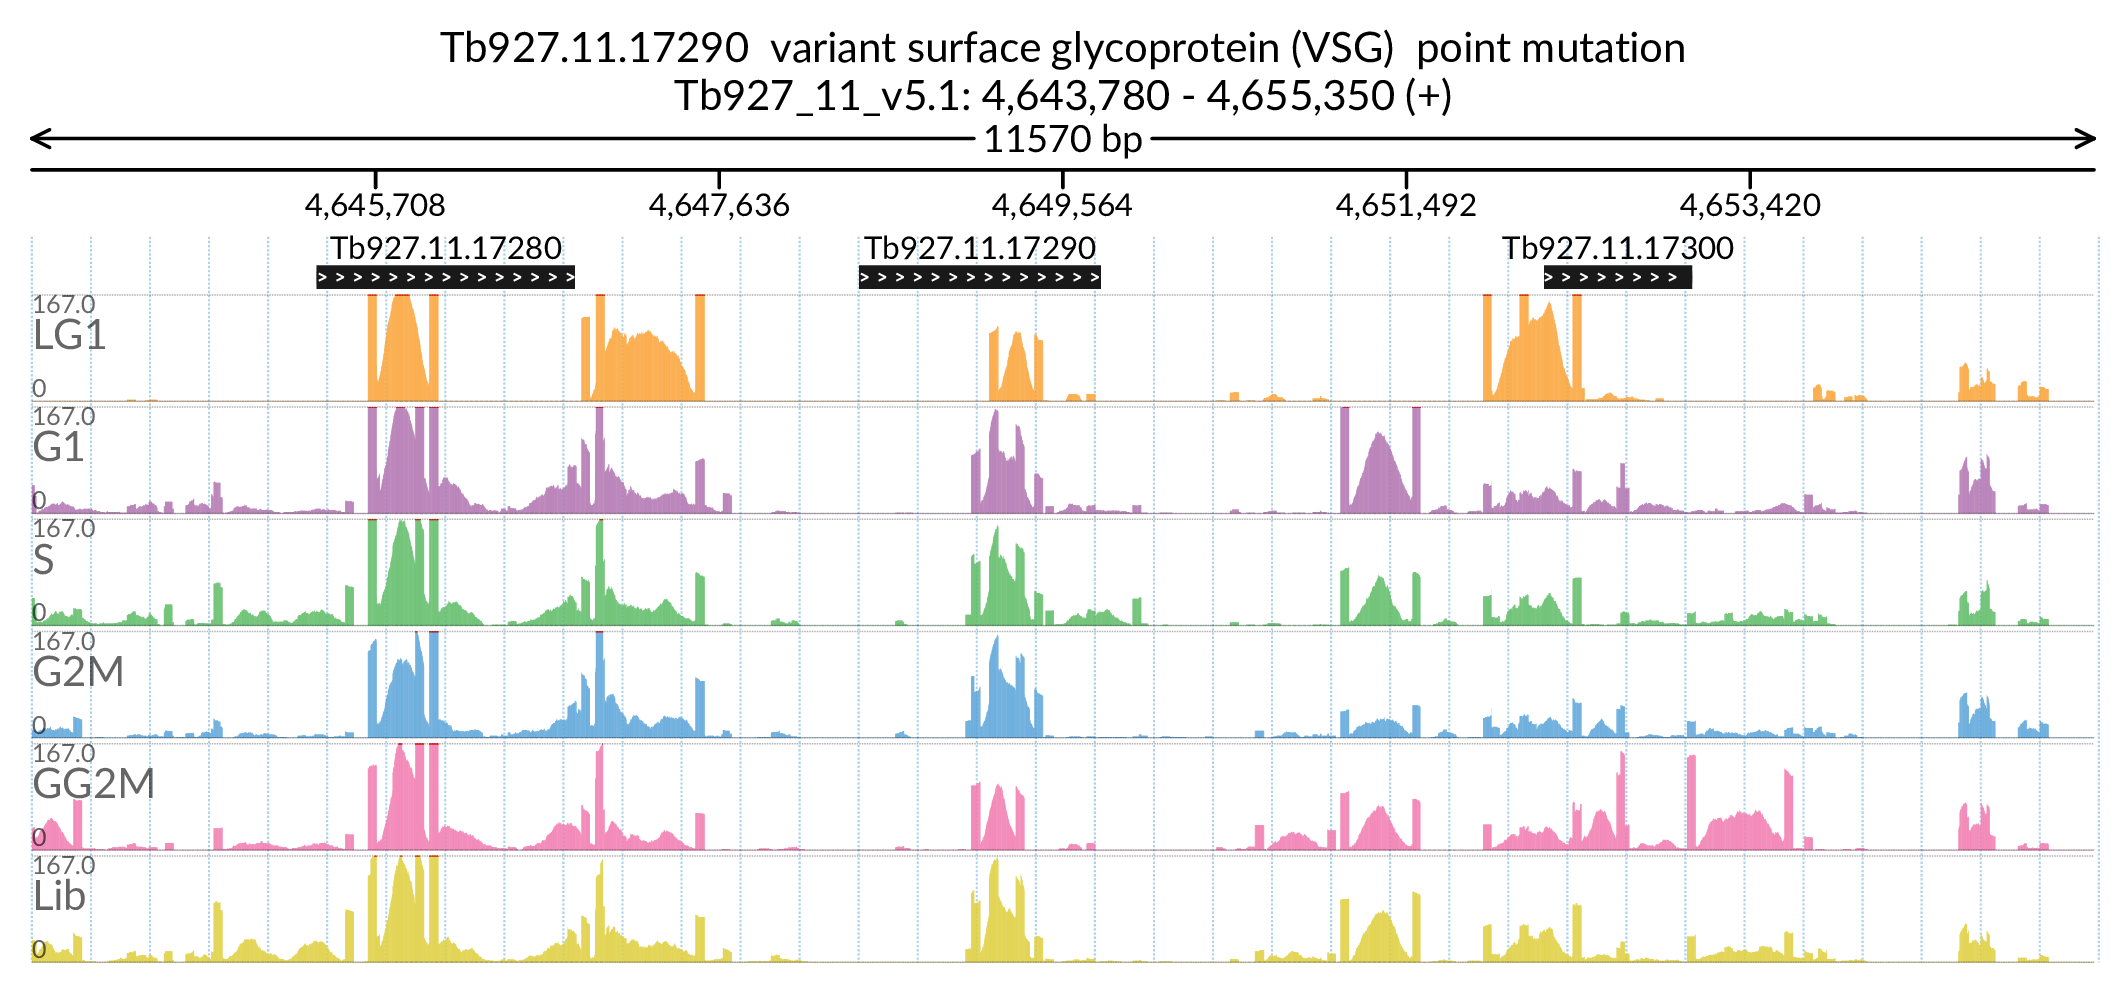 Tb927.11.17290  variant surface glycoprotein (VSG)  point mutation
Tb927_11_v5.1: 4,643,780 - 4,655,350 (+)
11570 bp
4,645,708 4,647,636 4,649,564 4,651,492 4,653,420
Tb927.11.17280 Tb927.11.17290 Tb927.11.17300
167.0
LG1
0
167.0
G1
0
167.0
S
0
167.0
G2M
0
167.0
GG2M
0
167.0
Lib
0